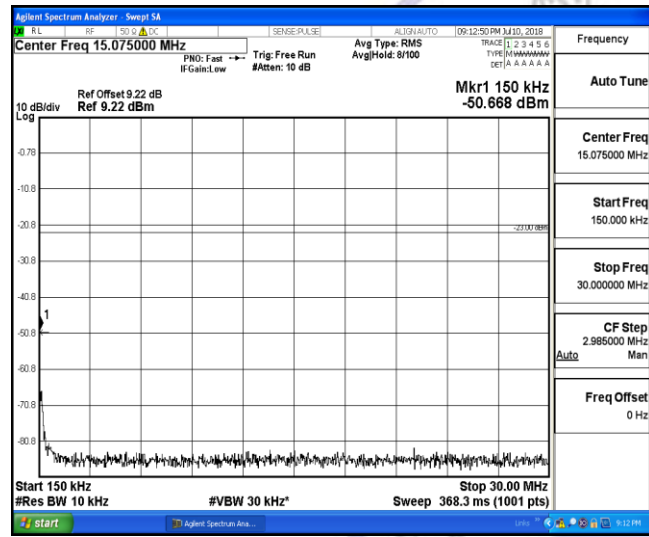 Agilent Spectrum Analyzer - Swept SA
RL RF 50 Ω DC SENSE:PULSE ALIGNAUTO 09:12:50 PM Jul 10, 2018
Center Freq 15.075000 MHz
PNO: Fast
IFGain:Low
Trig: Free Run
#Atten: 10 dB
Avg Type: RMS
Avg|Hold: 8/100
TRACE 1 2 3 4 5 6
TYPE M W W W W W
DET A A A A A A
Ref Offset 9.22 dB
10 dB/div Ref 9.22 dBm
Log
Mkr1 150 kHz
-50.668 dBm
-0.78
-10.8
-20.8
-23.00 dBm
-30.8
-40.8
1
-50.8
-60.8
-70.8
-80.8
Start 150 kHz Stop 30.00 MHz
#Res BW 10 kHz #VBW 30 kHz* Sweep 368.3 ms (1001 pts)
Frequency
Auto Tune
Center Freq
15.075000 MHz
Start Freq
150.000 kHz
Stop Freq
30.000000 MHz
CF Step
2.985000 MHz
Auto Man
Freq Offset
0 Hz
start Agilent Spectrum Ana... Links » 9:12 PM